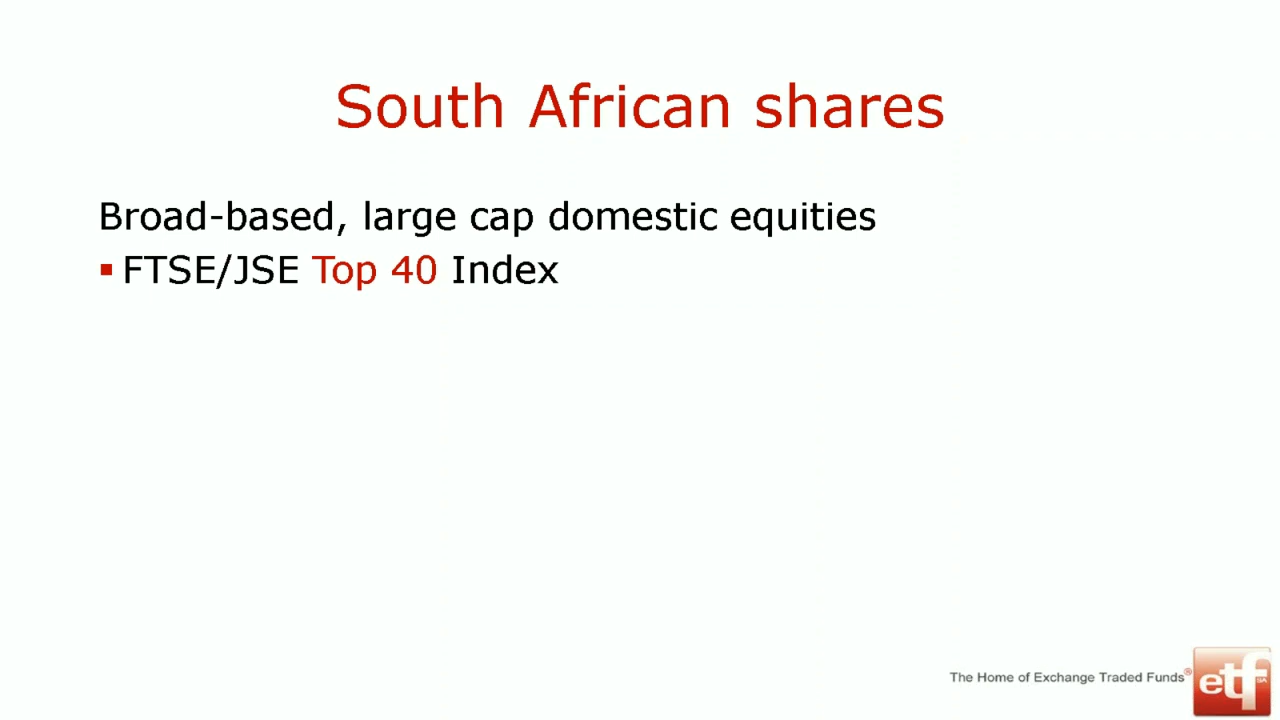 South African shares
Broad-based, large cap domestic equities
▪ FTSE/JSE Top 40 Index
The Home of Exchange Traded Funds®
etf
SA